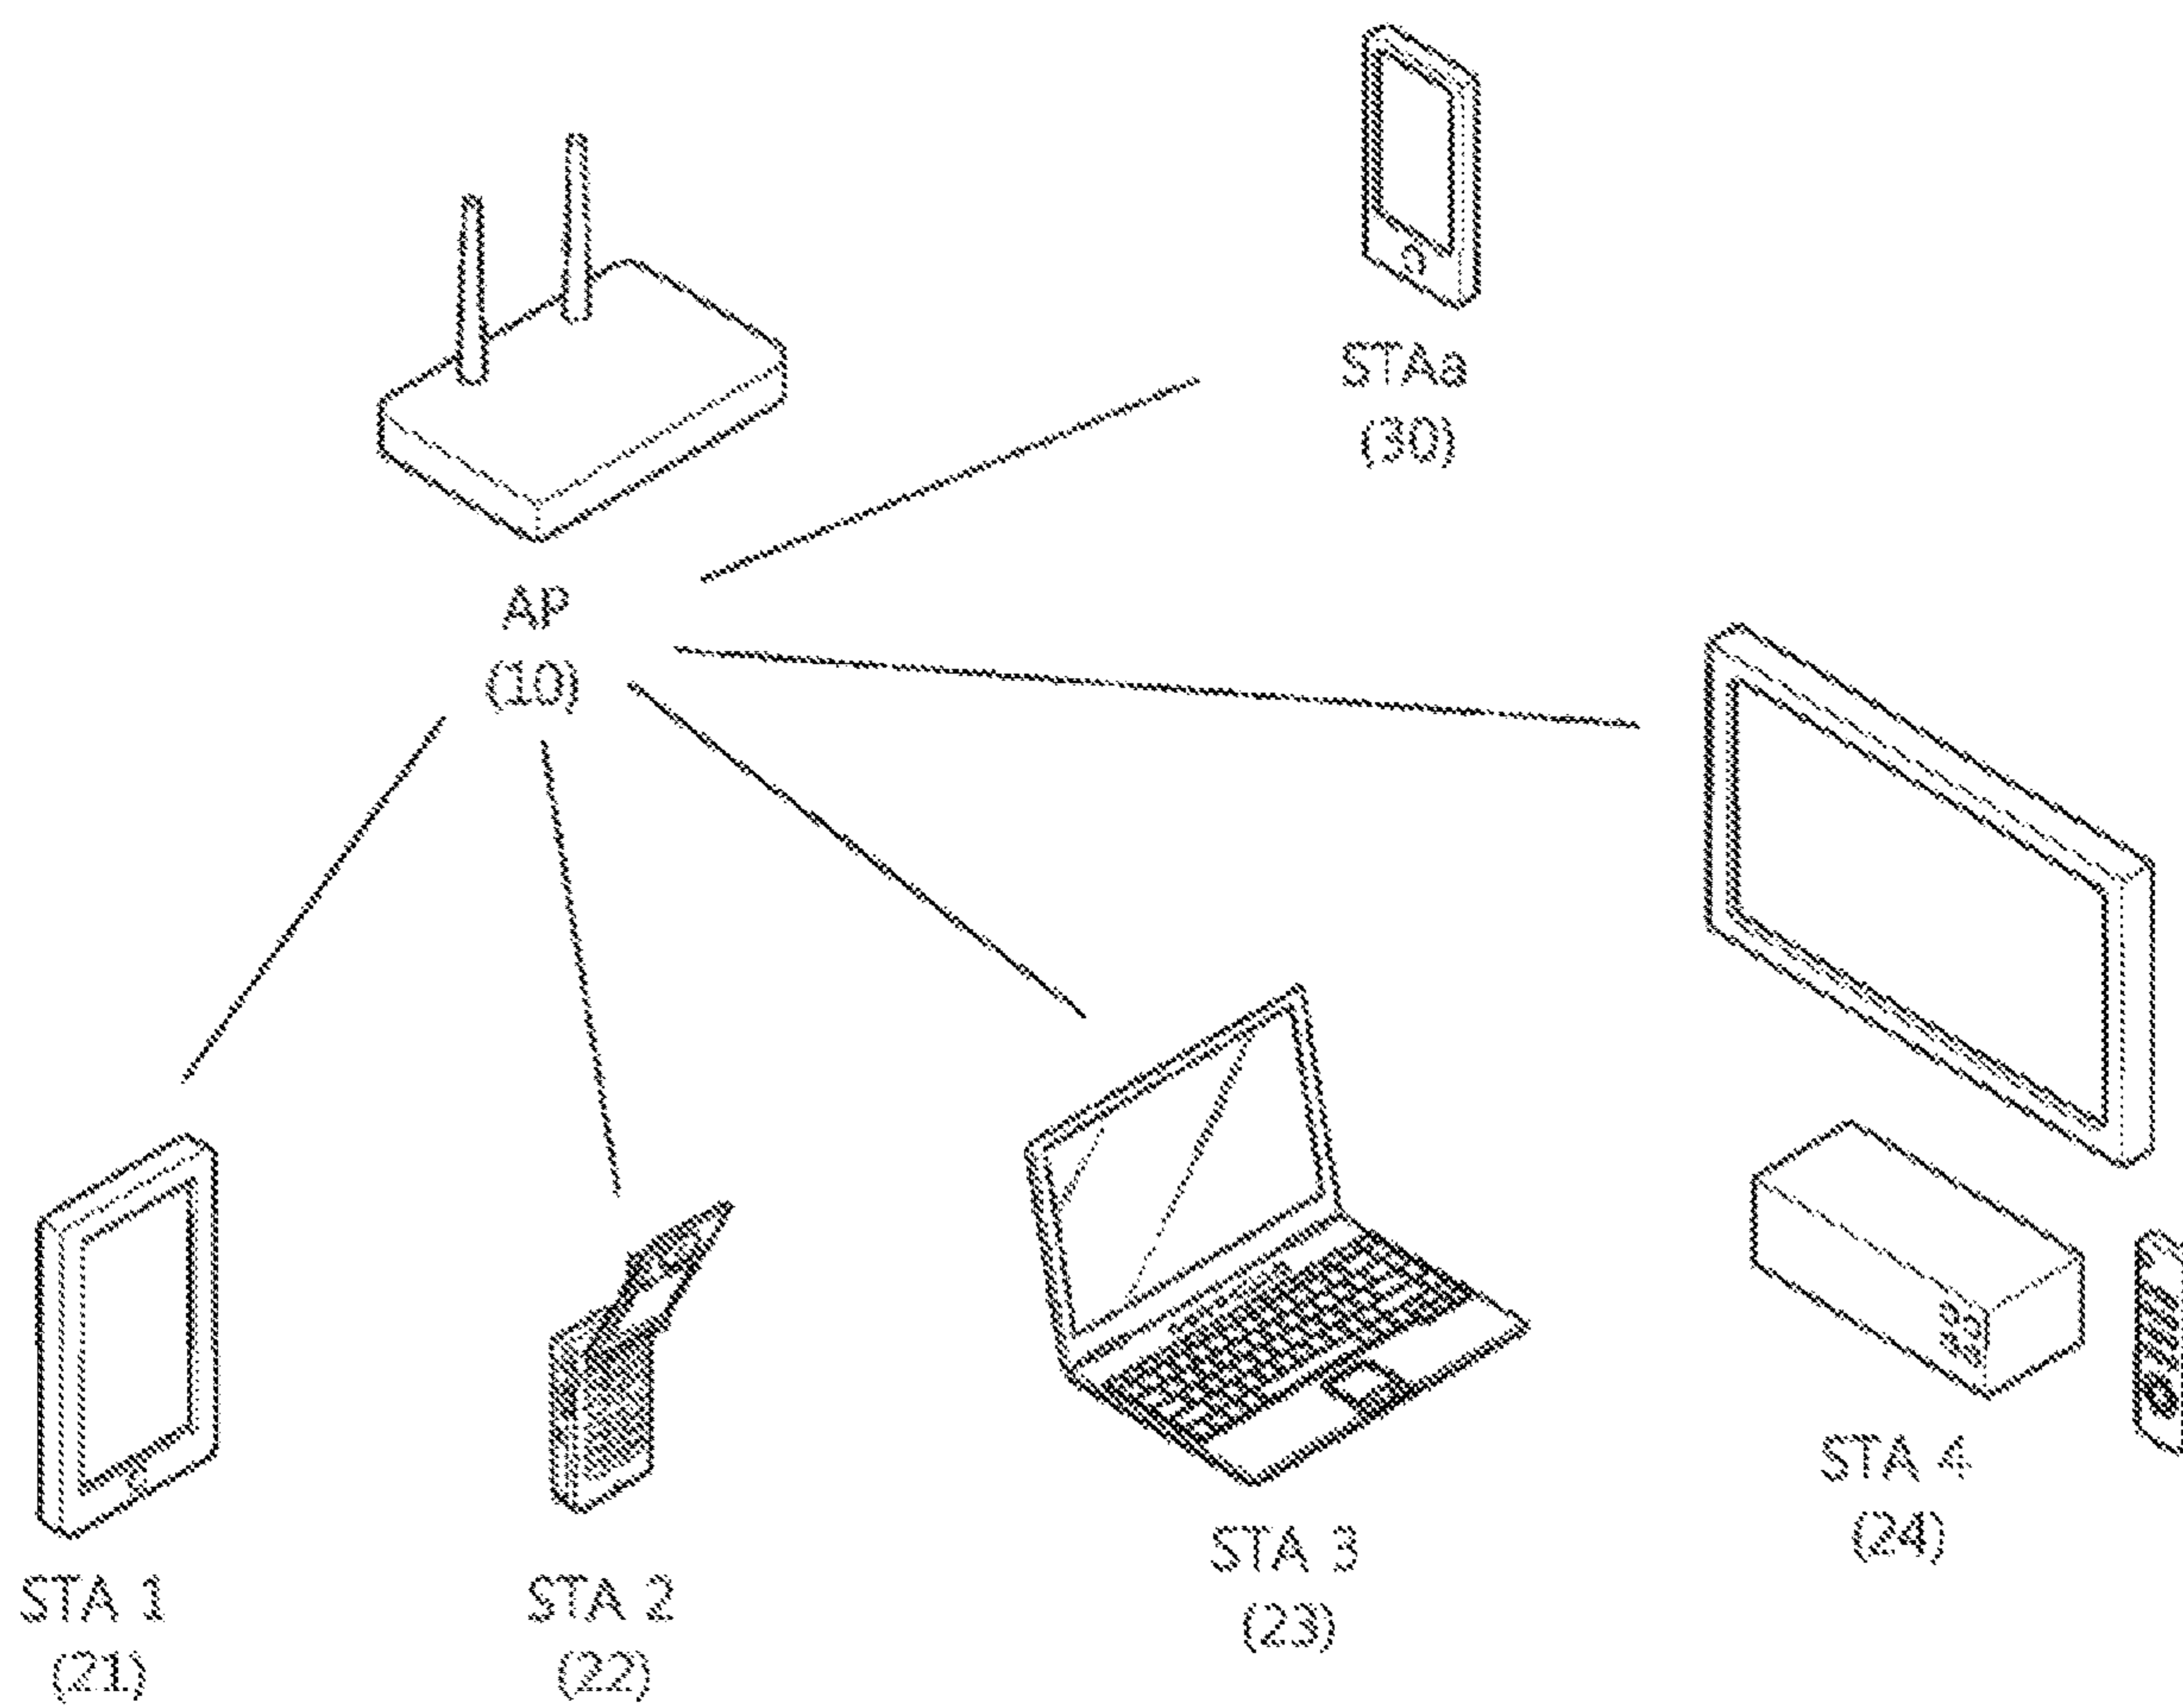 STAa
(30)
AP
(10)
STA 4
(24)
STA 3
(23)
STA 1
(21)
STA 2
(22)